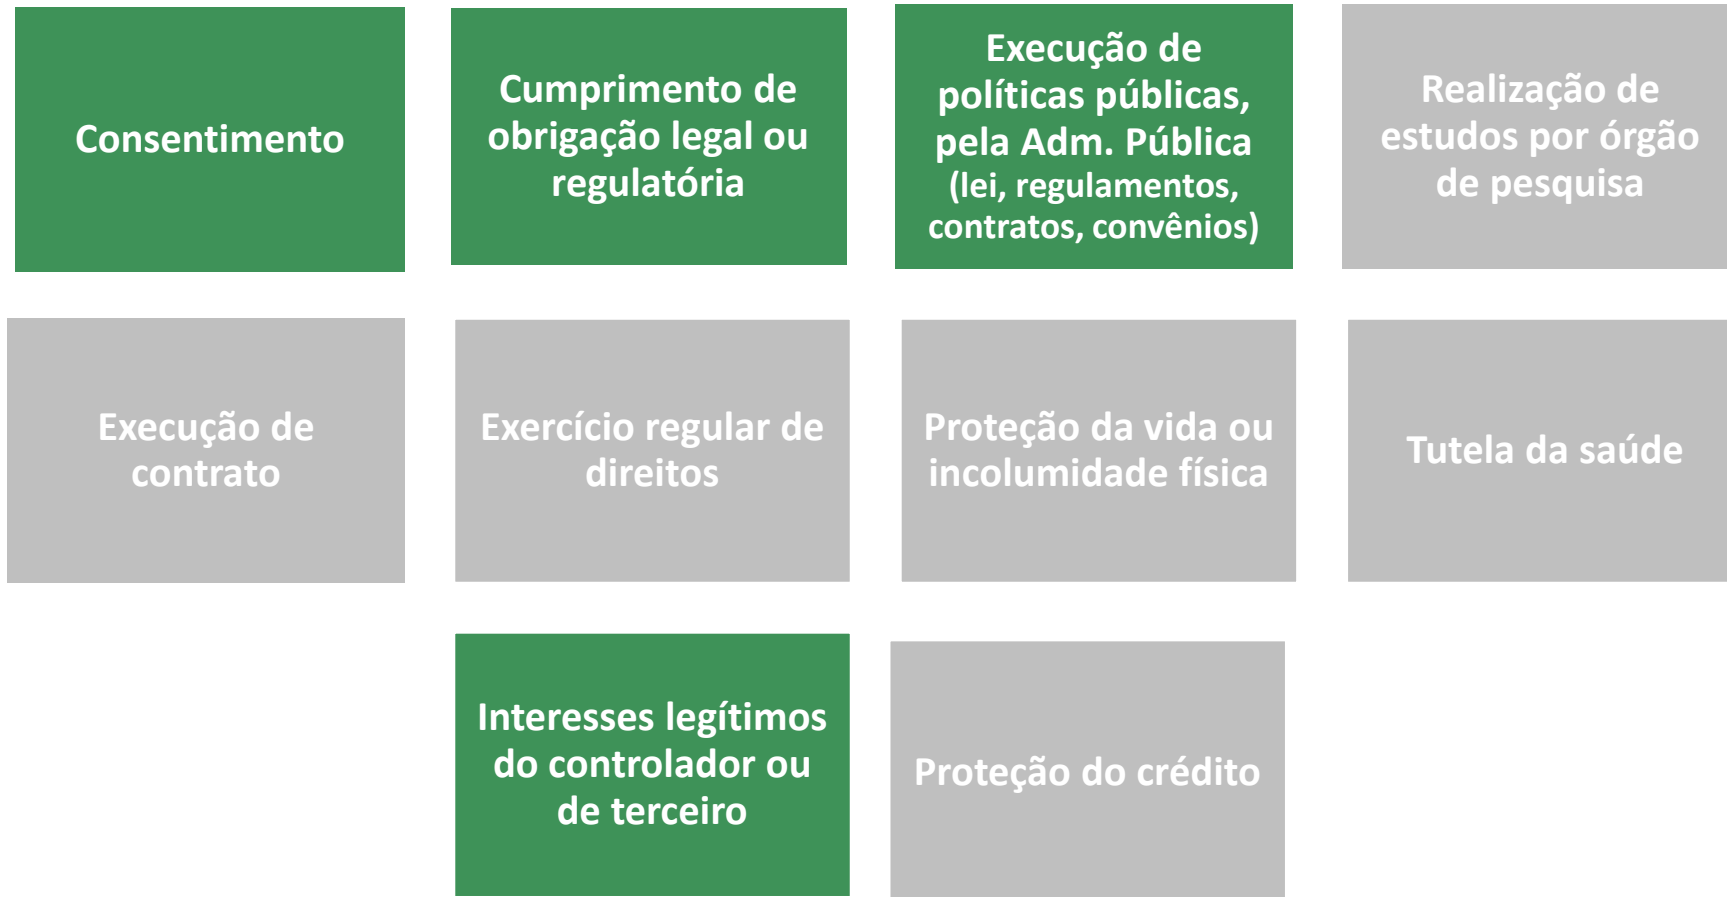 Consentimento
Cumprimento de
obrigação legal ou
regulatória
Execução de
políticas públicas,
pela Adm. Pública
(lei, regulamentos,
contratos, convênios)
Realização de
estudos por órgão
de pesquisa
Execução de
contrato
Exercício regular de
direitos
Proteção da vida ou
incolumidade física
Tutela da saúde
Interesses legítimos
do controlador ou
de terceiro
Proteção do crédito